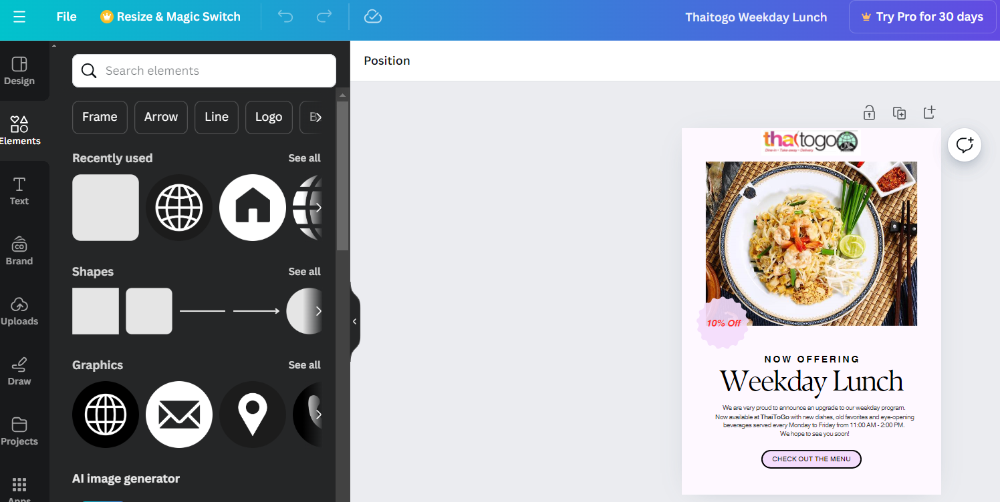 File
Resize & Magic Switch
Thaitogo Weekday Lunch
Try Pro for 30 days
Design
Elements
Text
Brand
Uploads
Draw
Projects
Apps
Search elements
Frame
Arrow
Line
Logo
B
Recently used
See all
Shapes
See all
Graphics
See all
AI image generator
Position
thaitogo
Dine-in • Take-away • Delivery
10% Off
NOW OFFERING
Weekday Lunch
We are very proud to announce an upgrade to our weekday program.
Now available at ThaiToGo with new dishes, old favorites and eye-opening
beverages served every Monday to Friday from 11:00 AM - 2:00 PM.
We hope to see you soon!
CHECK OUT THE MENU